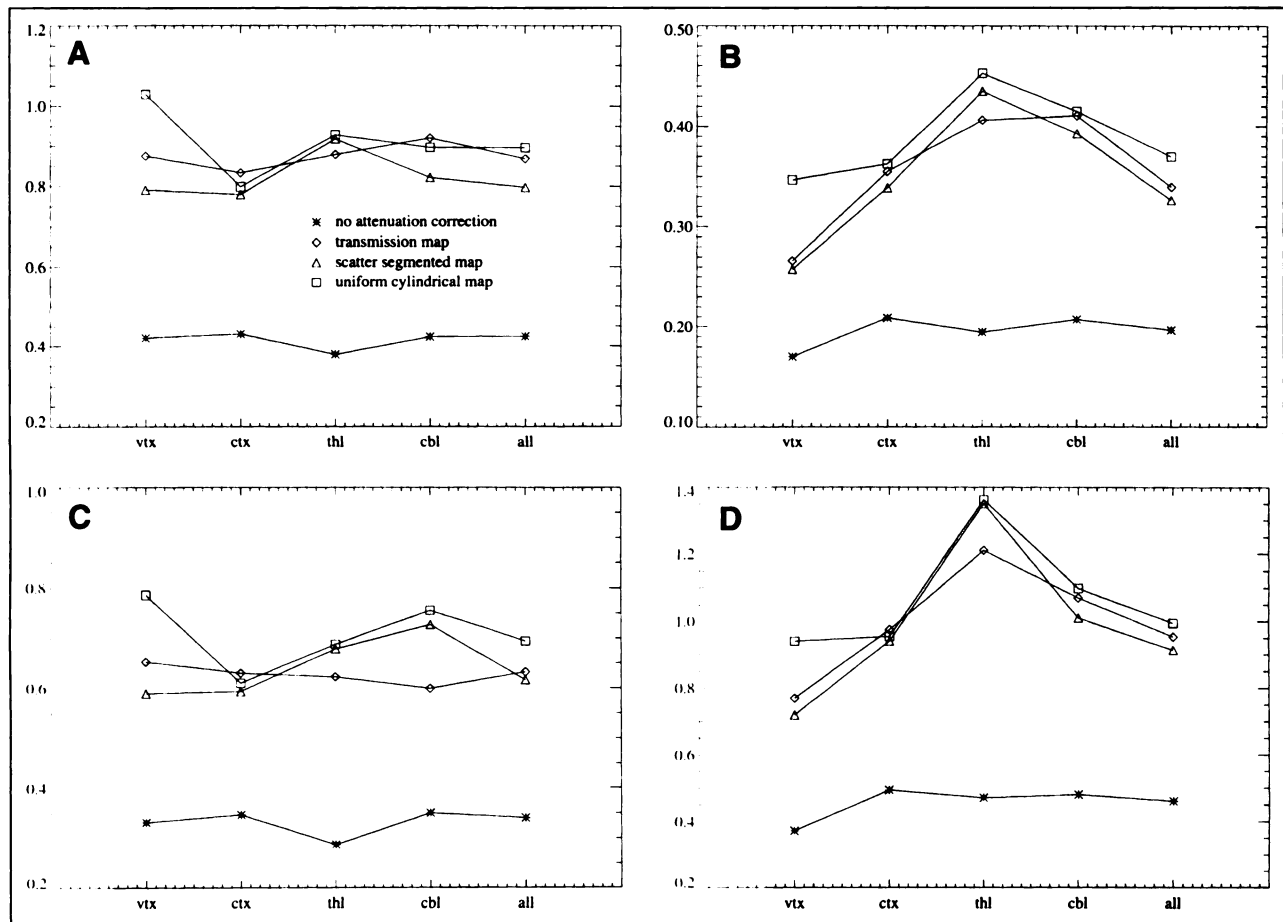 A
1.2
1.0
0.8
0.6
0.4
0.2
no attenuation correction
transmission map
scatter segmented map
uniform cylindrical map
vtx ctx thl cbl all
B
0.50
0.40
0.30
0.20
0.10
vtx ctx thl cbl all
C
1.0
0.8
0.6
0.4
0.2
vtx ctx thl cbl all
D
1.4
1.2
1.0
0.8
0.6
0.4
0.2
vtx ctx thl cbl all